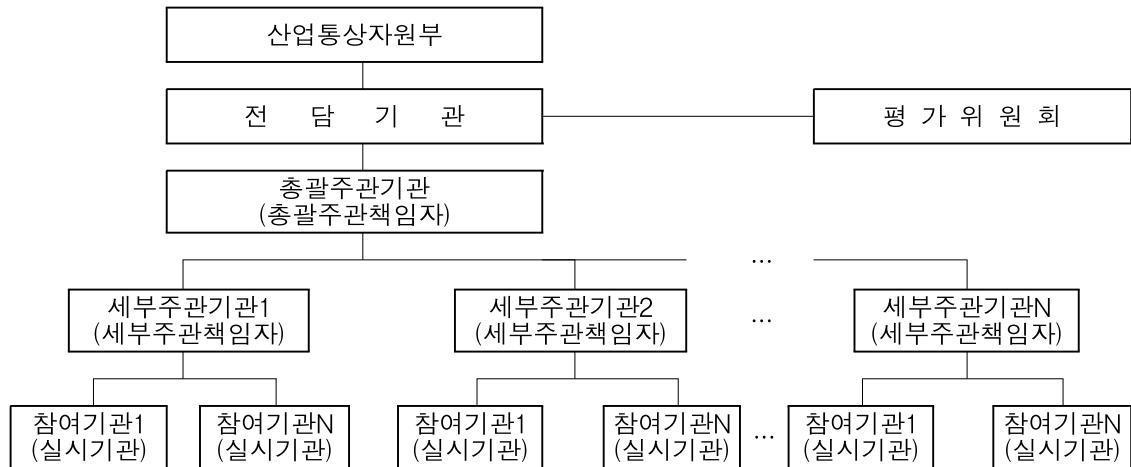 산업통상자원부
전 담 기 관
평 가 위 원 회
총괄주관기관
(총괄주관책임자)
...
세부주관기관1
(세부주관책임자)
세부주관기관2
(세부주관책임자)
...
세부주관기관N
(세부주관책임자)
참여기관1
(실시기관)
참여기관N
(실시기관)
참여기관1
(실시기관)
참여기관N
(실시기관)
...
참여기관1
(실시기관)
참여기관N
(실시기관)